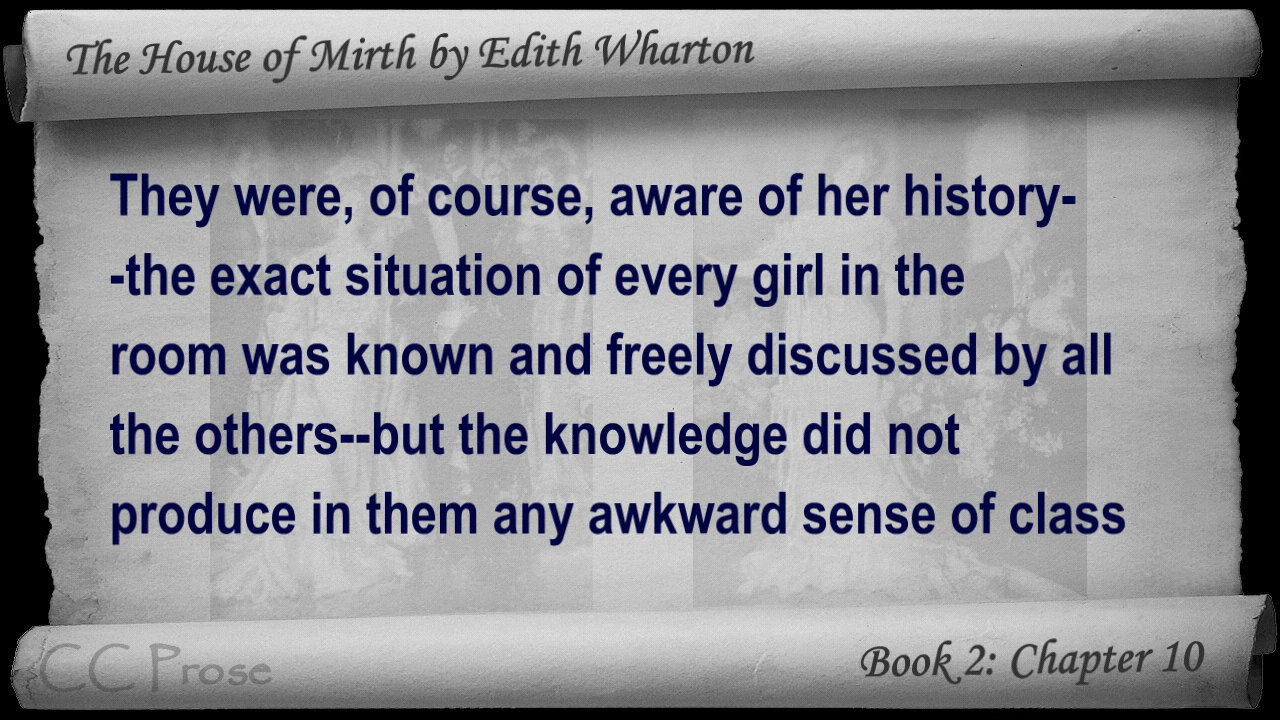 The House of Mirth by Edith Wharton
They were, of course, aware of her history-
-the exact situation of every girl in the
room was known and freely discussed by all
the others--but the knowledge did not
produce in them any awkward sense of class
CC Prose
Book 2: Chapter 10